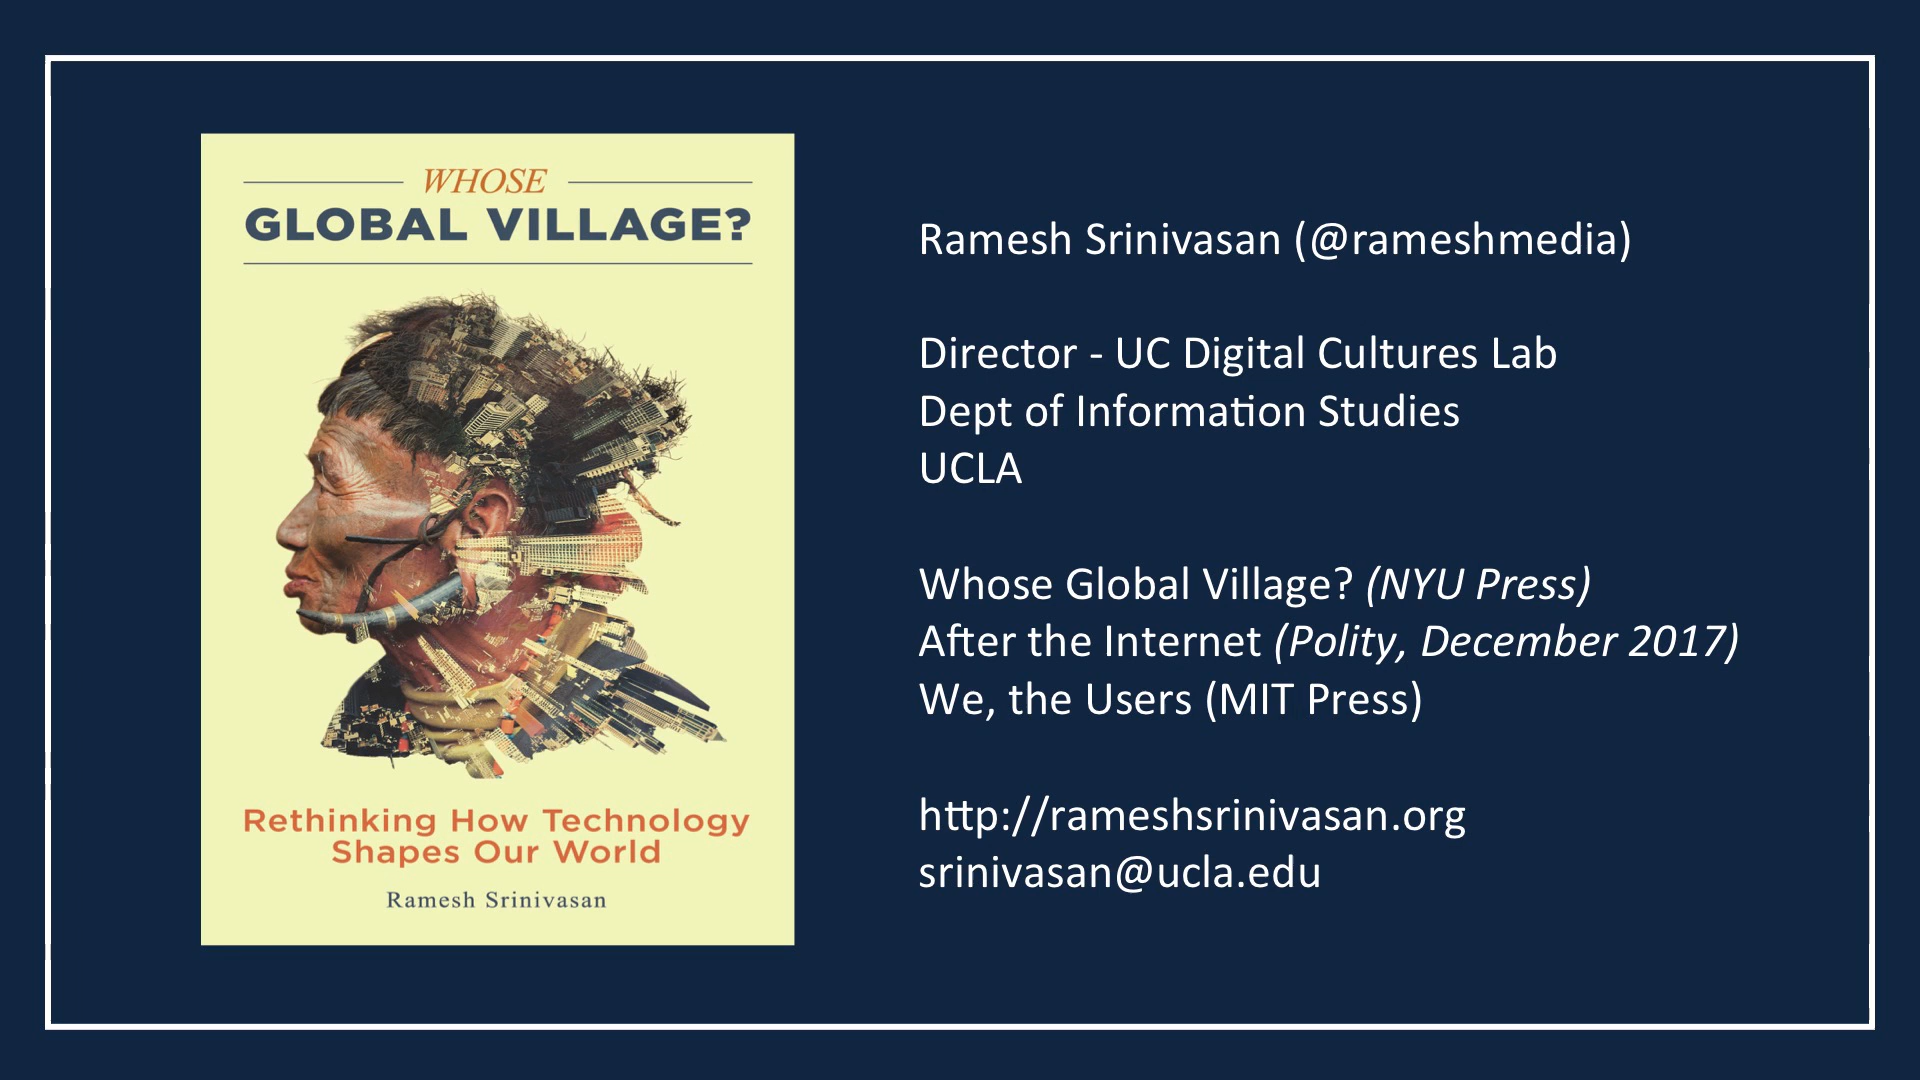 WHOSE
GLOBAL VILLAGE?
Rethinking How Technology
Shapes Our World
Ramesh Srinivasan
Ramesh Srinivasan (@rameshmedia)
Director - UC Digital Cultures Lab
Dept of Information Studies
UCLA
Whose Global Village? (NYU Press)
After the Internet (Polity, December 2017)
We, the Users (MIT Press)
http://rameshsrinivasan.org
srinivasan@ucla.edu